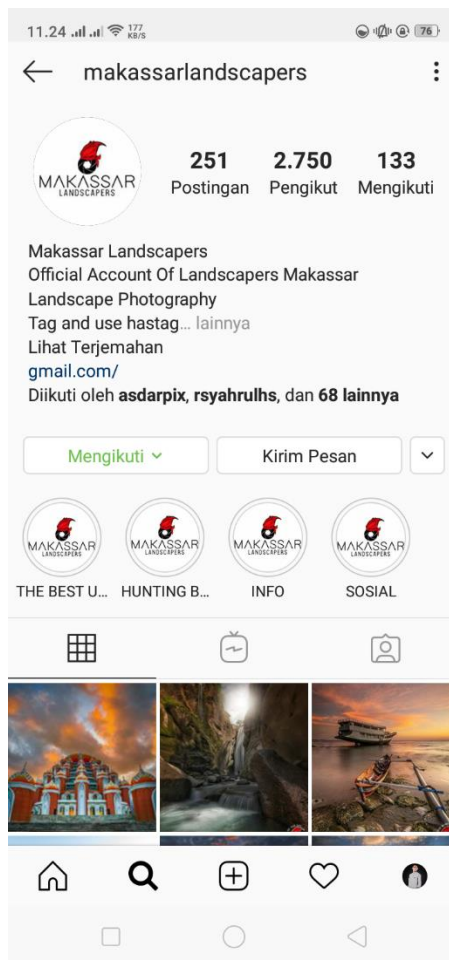 11.24
177
KB/S
76
makassarlandscapers
MAKASSAR
LANDSCAPERS
251
2.750
133
Postingan
Pengikut
Mengikuti
Makassar Landscapers
Official Account Of Landscapers Makassar
Landscape Photography
Tag and use hastag... lainnya
Lihat Terjemahan
gmail.com/
Diikuti oleh asdarpix, rsyahrulhs, dan 68 lainnya
Mengikuti
Kirim Pesan
MAKASSAR
LANDSCAPERS
MAKASSAR
LANDSCAPERS
MAKASSAR
LANDSCAPERS
MAKASSAR
LANDSCAPERS
THE BEST U...
HUNTING B...
INFO
SOSIAL